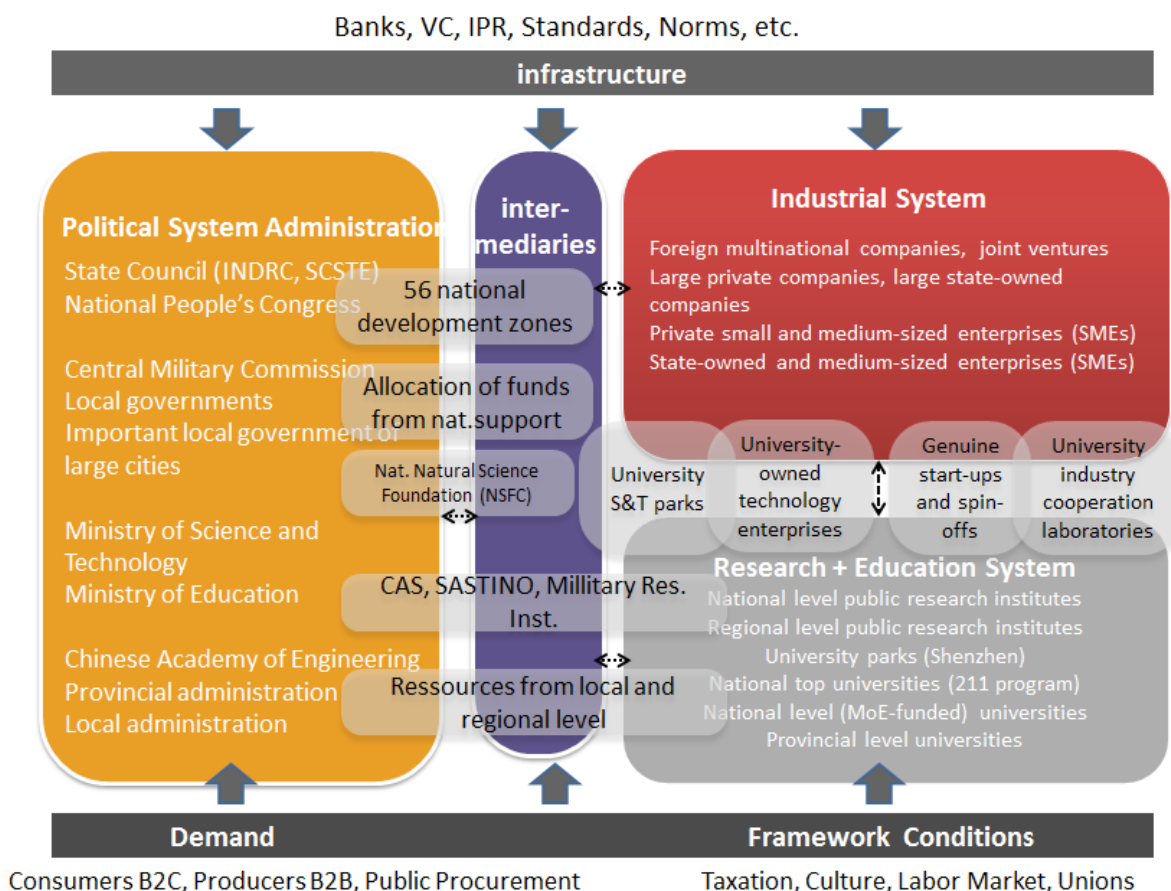 Banks, VC, IPR, Standards, Norms, etc.
infrastructure
Political System Administration
State Council (INDRC, SCSTE)
National People's Congress
Central Military Commission
Local governments
Important local government of
large cities
Ministry of Science and
Technology
Ministry of Education
Chinese Academy of Engineering
Provincial administration
Local administration
inter-
mediaries
56 national
development zones
Allocation of funds
from nat.support
Nat. Natural Science
Foundation (NSFC)
CAS, SASTINO, Millitary Res.
Inst.
Ressources from local and
regional level
Industrial System
Foreign multinational companies, joint ventures
Large private companies, large state-owned
companies
Private small and medium-sized enterprises (SMEs)
State-owned and medium-sized enterprises (SMEs)
University
S&T parks
University-
owned
technology
enterprises
Genuine
start-ups
and spin-
offs
University
industry
cooperation
laboratories
Research + Education System
National level public research institutes
Regional level public research institutes
University parks (Shenzhen)
National top universities (211 program)
National level (MoE-funded) universities
Provincial level universities
Demand
Framework Conditions
Consumers B2C, Producers B2B, Public Procurement
Taxation, Culture, Labor Market, Unions